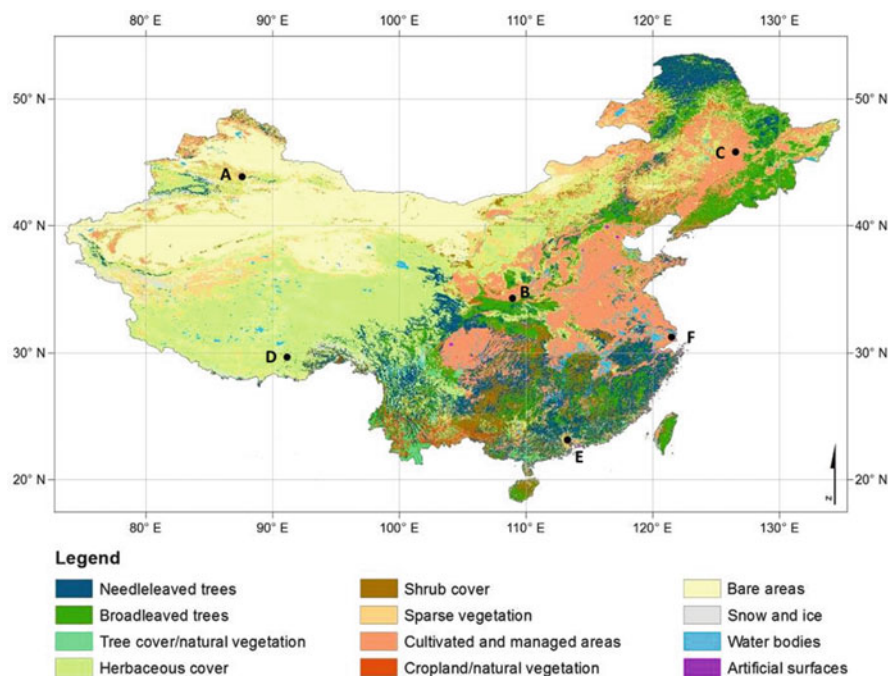 80° E 90° E 100° E 110° E 120° E 130° E
50° N 50° N
C
A
40° N 40° N
B
F
30° N D 30° N
E
20° N 20° N
N
80° E 90° E 100° E 110° E 120° E 130° E
Legend
Needleleaved trees Shrub cover Bare areas
Broadleaved trees Sparse vegetation Snow and ice
Tree cover/natural vegetation Cultivated and managed areas Water bodies
Herbaceous cover Cropland/natural vegetation Artificial surfaces